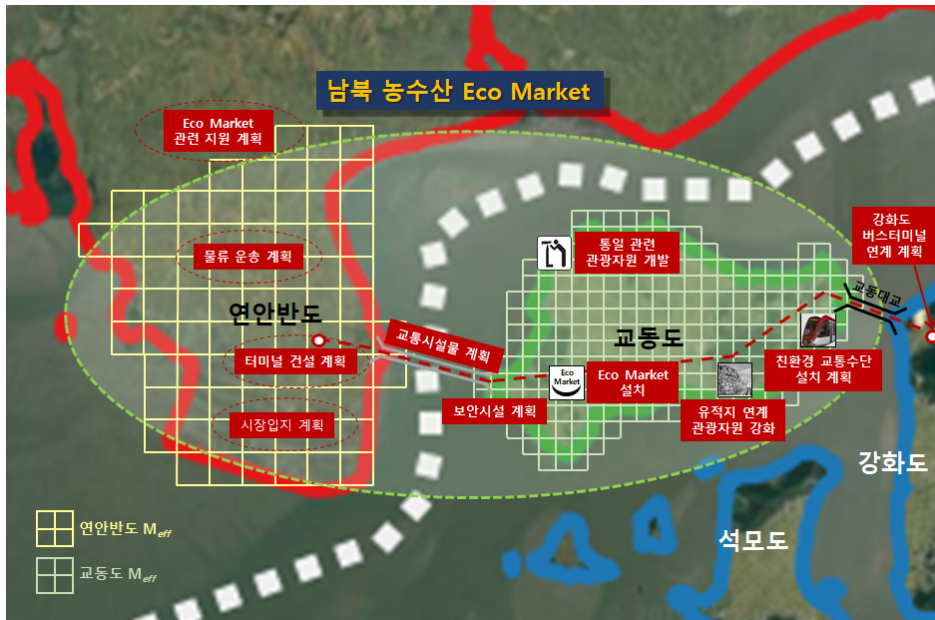 남북 농수산 Eco Market
Eco Market
관련 지원 계획
물류 운송 계획
연안반도
터미널 건설 계획
시장입지 계획
교통시설물 계획
보안시설 계획
통일 관련
관광자원 개발
교동도
Eco
Market
Eco Market
설치
유적지 연계
관광자원 강화
친환경 교통수단
설치 계획
교동대교
강화도
버스터미널
연계 계획
강화도
석모도
연안반도 Meff
교동도 Meff